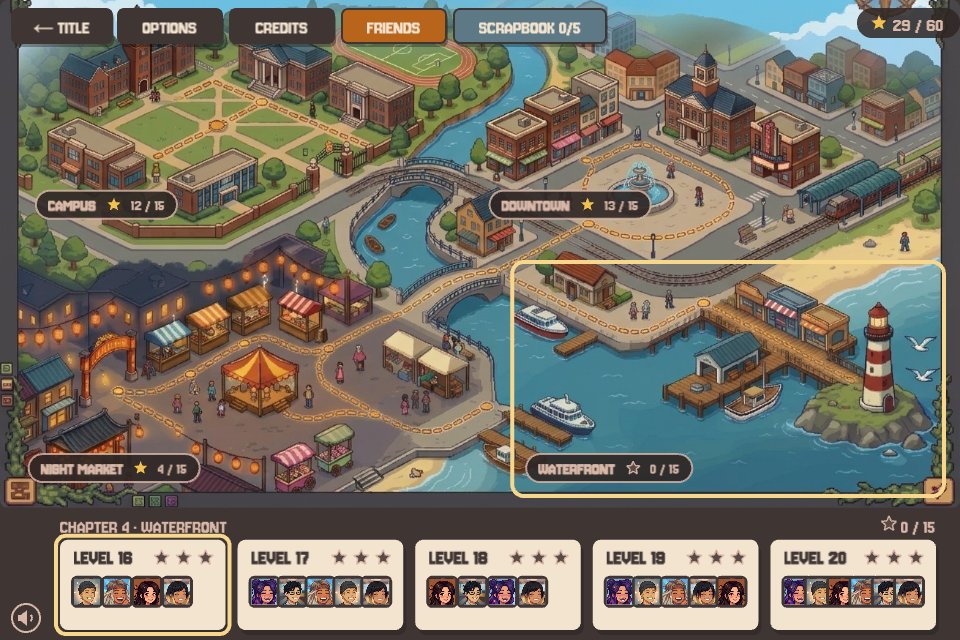 ← TITLE
OPTIONS
CREDITS
FRIENDS
SCRAPBOOK 0/5
29 / 60
CAMPUS 12 / 15
DOWNTOWN 13 / 15
NIGHT MARKET 4 / 15
WATERFRONT 0 / 15
CHAPTER 4 · WATERFRONT
0 / 15
LEVEL 16
LEVEL 17
LEVEL 18
LEVEL 19
LEVEL 20